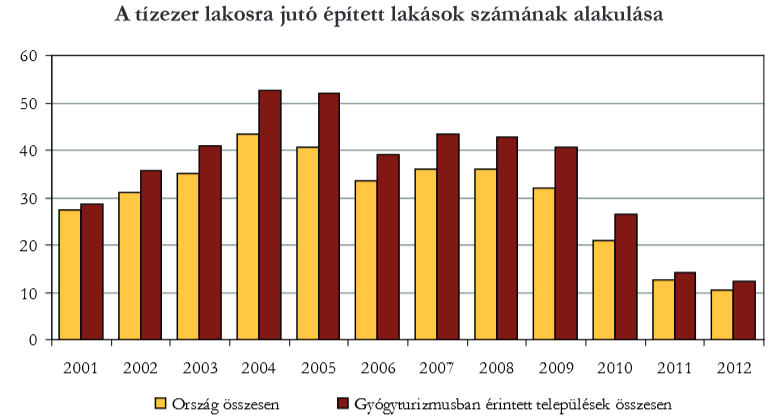 A tízezer lakosra jutó épített lakások számának alakulása
60
50
40
30
20
10
0
2001 2002 2003 2004 2005 2006 2007 2008 2009 2010 2011 2012
Ország összesen Gyógyturizmusban érintett települések összesen